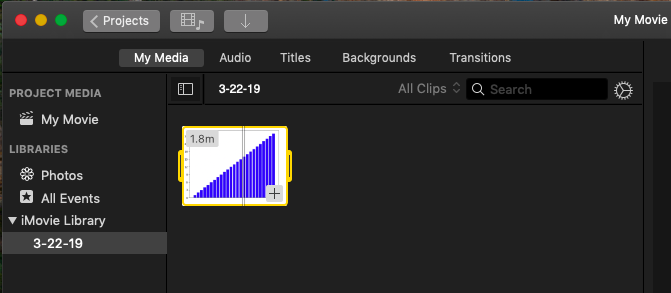 Projects
My Movie
My Media Audio Titles Backgrounds Transitions
PROJECT MEDIA
My Movie
LIBRARIES
Photos
All Events
iMovie Library
3-22-19
3-22-19 All Clips Search
1.8m